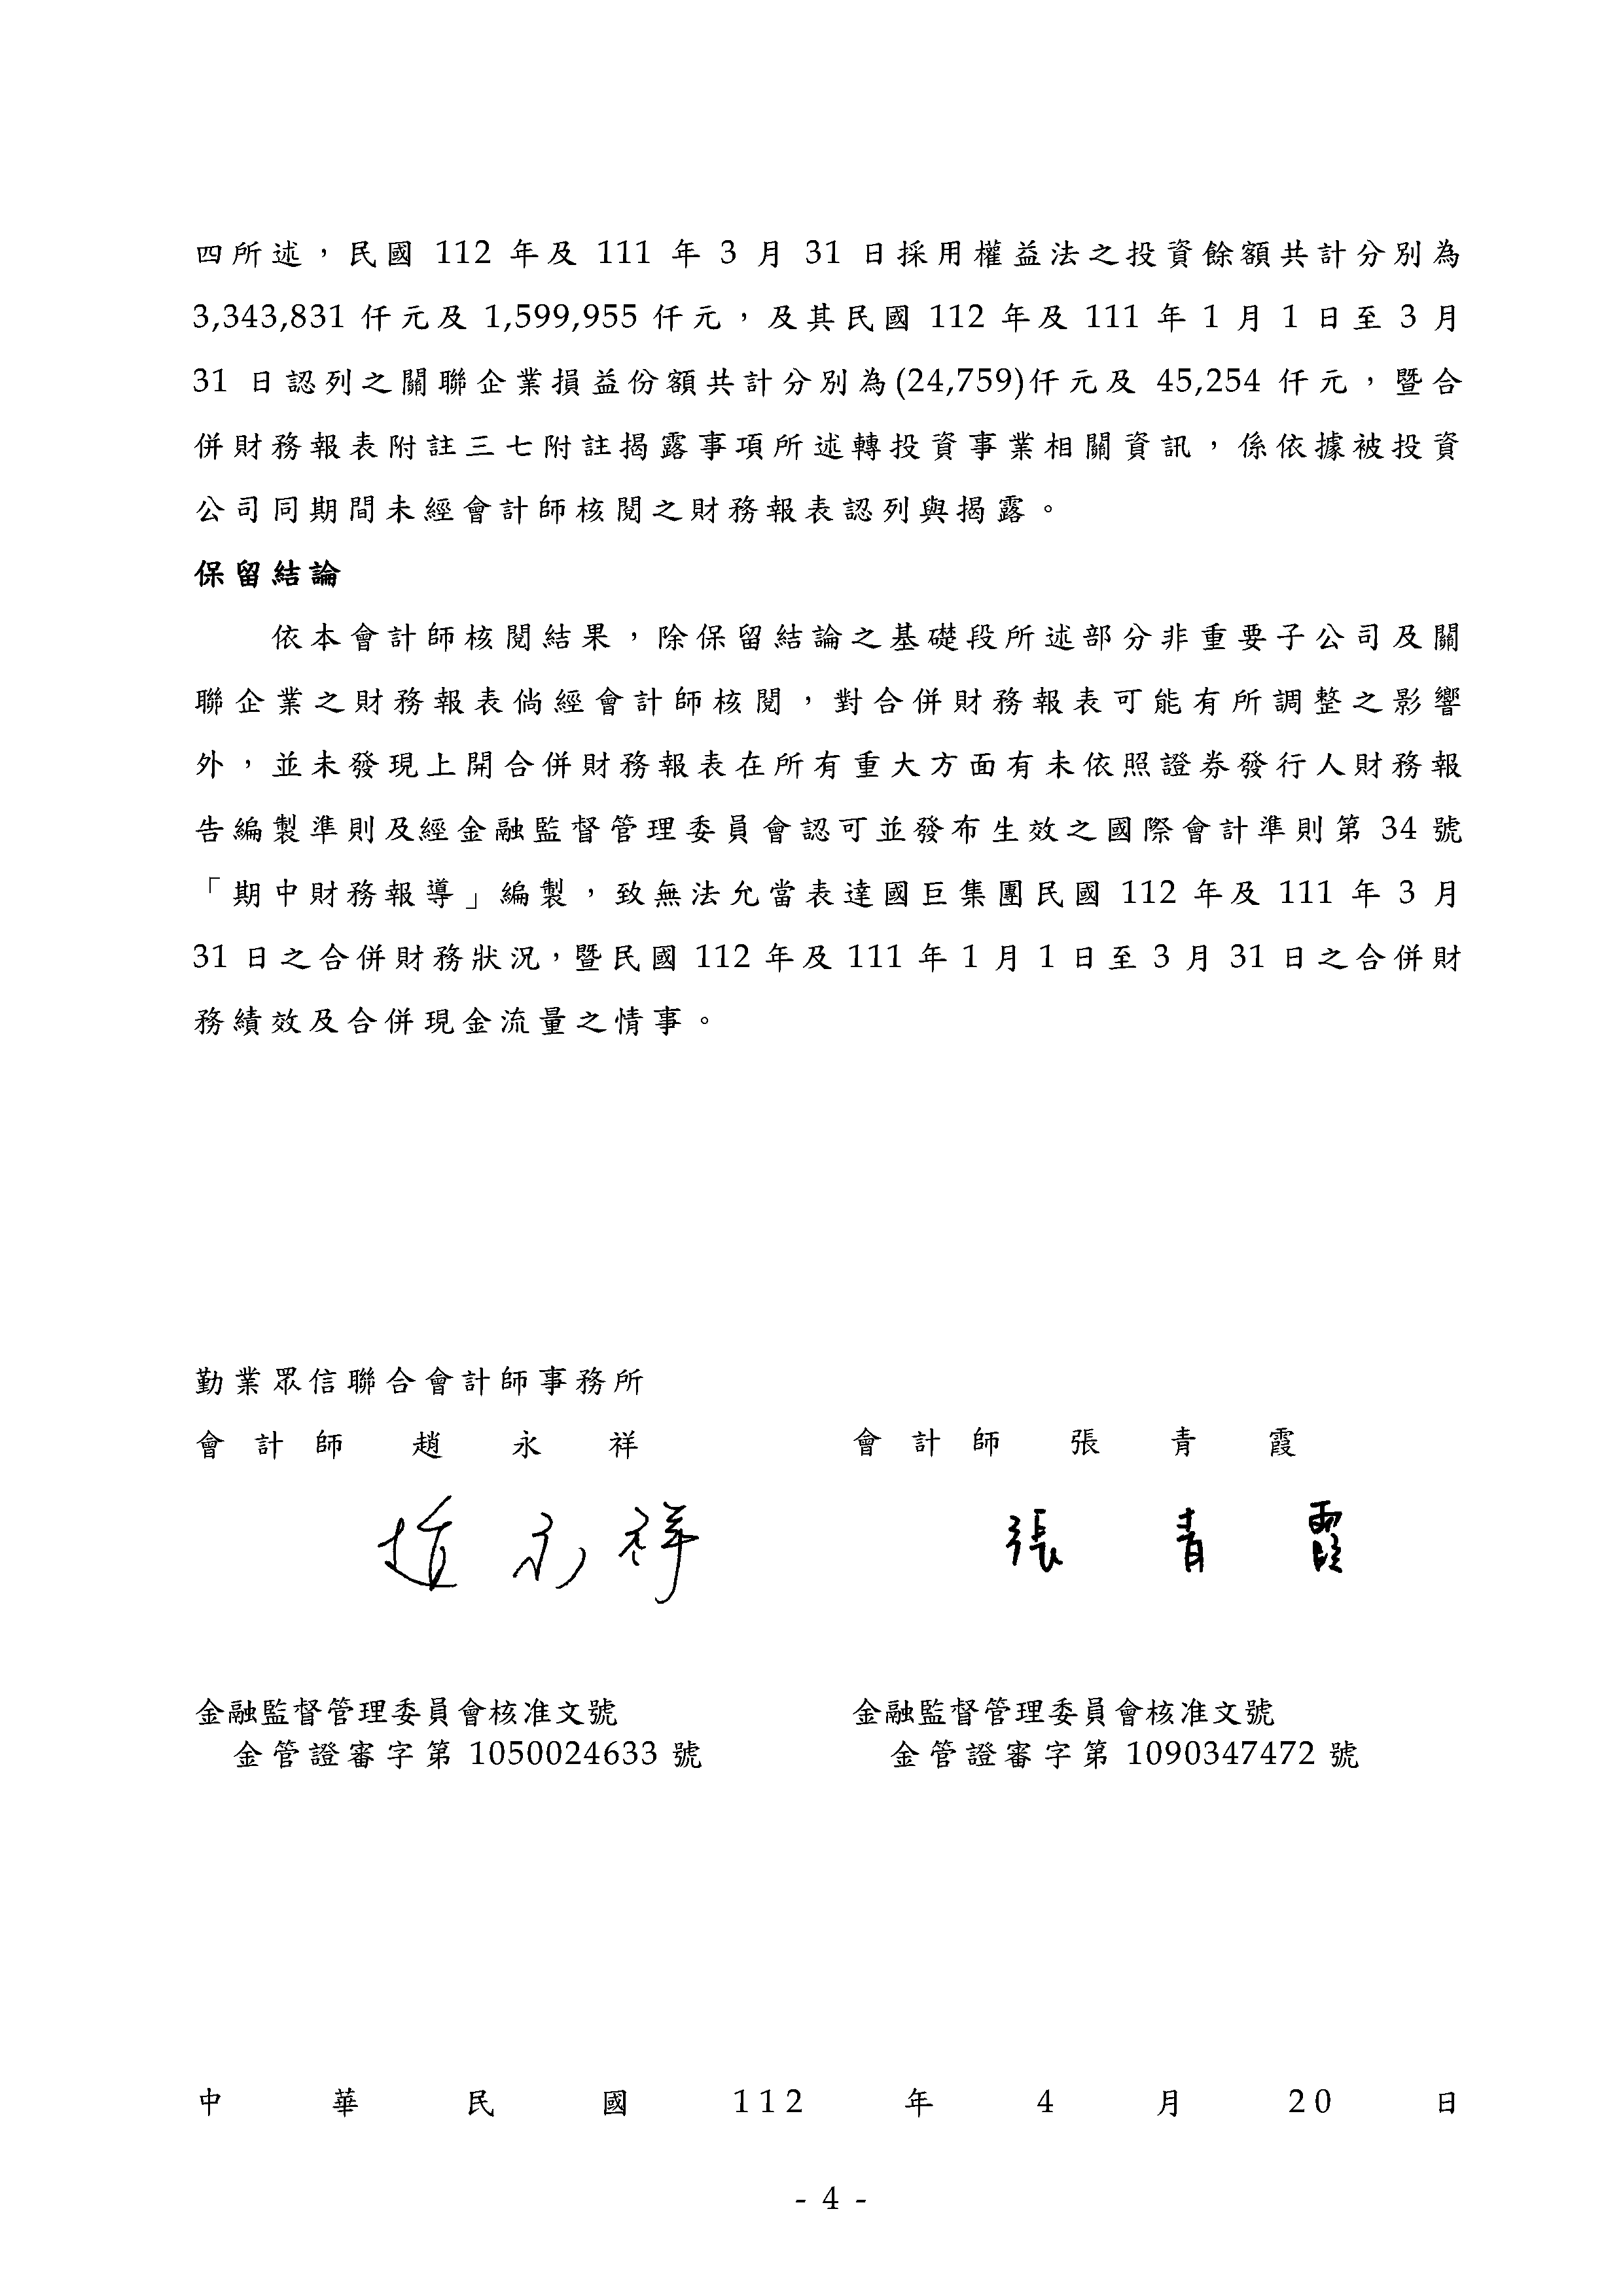 四所述，民國 112 年及 111 年 3 月 31 日採用權益法之投資餘額共計分別為
3,343,831 仟元及 1,599,955 仟元，及其民國 112 年及 111 年 1 月 1 日至 3 月
31 日認列之關聯企業損益份額共計分別為(24,759)仟元及 45,254 仟元，暨合
併財務報表附註三七附註揭露事項所述轉投資事業相關資訊，係依據被投資
公司同期間未經會計師核閱之財務報表認列與揭露。
保留結論
依本會計師核閱結果，除保留結論之基礎段所述部分非重要子公司及關
聯企業之財務報表倘經會計師核閱，對合併財務報表可能有所調整之影響
外，並未發現上開合併財務報表在所有重大方面有未依照證券發行人財務報
告編製準則及經金融監督管理委員會認可並發布生效之國際會計準則第 34 號
「期中財務報導」編製，致無法允當表達國巨集團民國 112 年及 111 年 3 月
31 日之合併財務狀況，暨民國 112 年及 111 年 1 月 1 日至 3 月 31 日之合併財
務績效及合併現金流量之情事。
勤業眾信聯合會計師事務所
會計師 趙永祥
會計師 張青霞
趙永祥
張青霞
金融監督管理委員會核准文號
金管證審字第 1050024633 號
金融監督管理委員會核准文號
金管證審字第 1090347472 號
中華民國 112 年 4 月 20 日
- 4 -